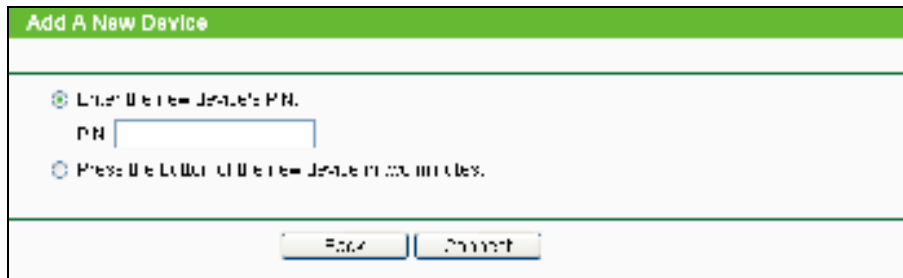 Add A New Device
Enter the new device's PIN.
PIN
Press the button of the new device in two minutes.
Back Connect